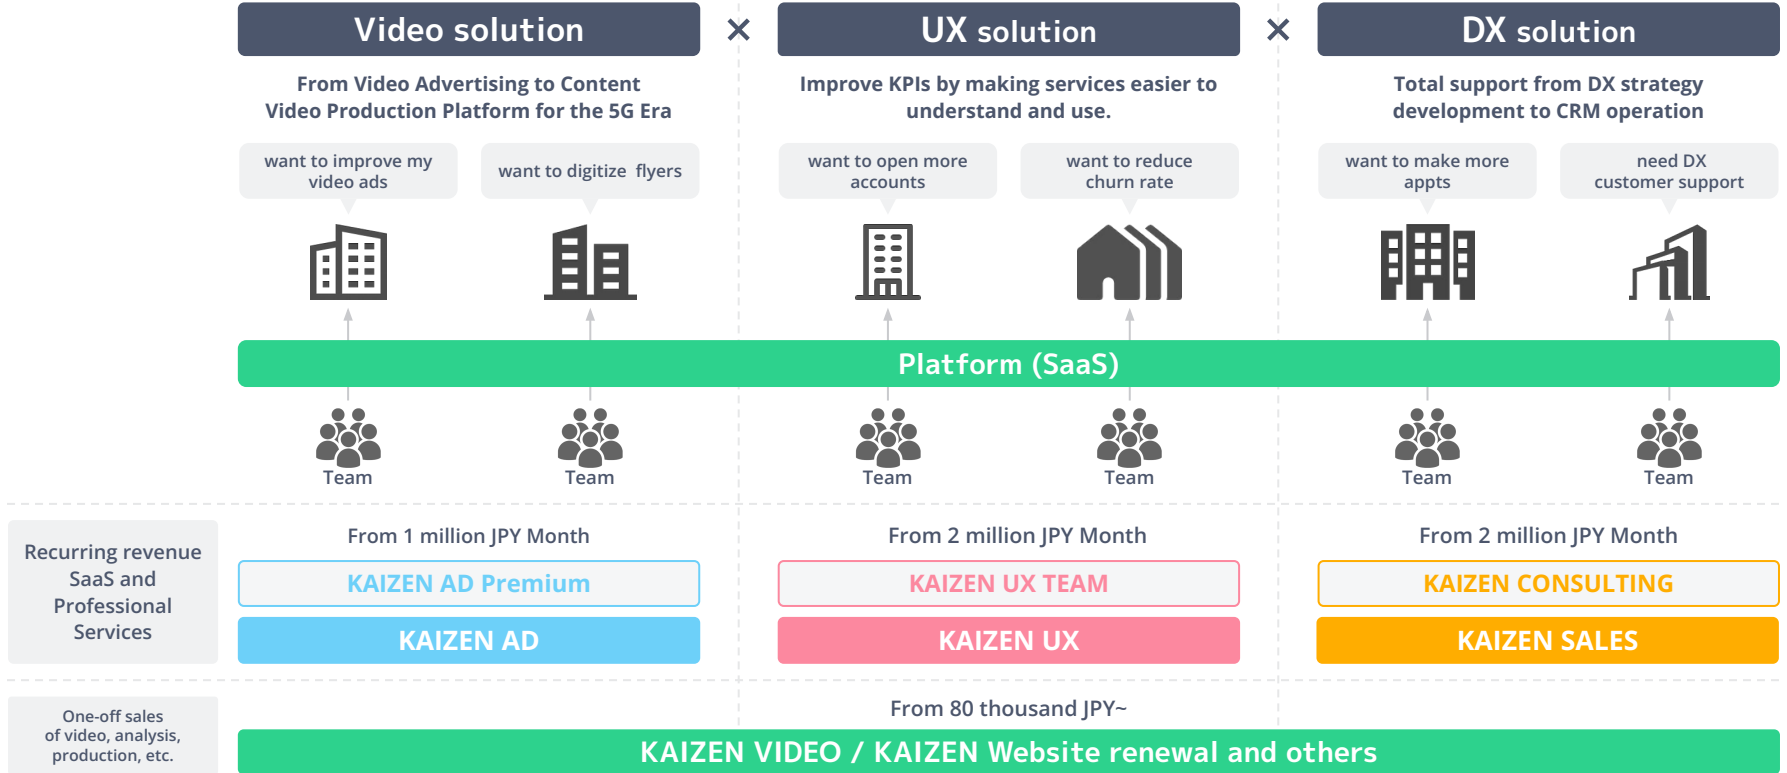 Video solution
×
UX solution
×
DX solution
From Video Advertising to Content
Video Production Platform for the 5G Era
Improve KPIs by making services easier to
understand and use.
Total support from DX strategy
development to CRM operation
want to improve my
video ads
want to digitize flyers
want to open more
accounts
want to reduce
churn rate
want to make more
appts
need DX
customer support
Platform (SaaS)
Team
Team
Team
Team
Team
Team
Recurring revenue
SaaS and
Professional
Services
From 1 million JPY Month
KAIZEN AD Premium
KAIZEN AD
From 2 million JPY Month
KAIZEN UX TEAM
KAIZEN UX
From 2 million JPY Month
KAIZEN CONSULTING
KAIZEN SALES
One-off sales
of video, analysis,
production, etc.
From 80 thousand JPY~
KAIZEN VIDEO / KAIZEN Website renewal and others